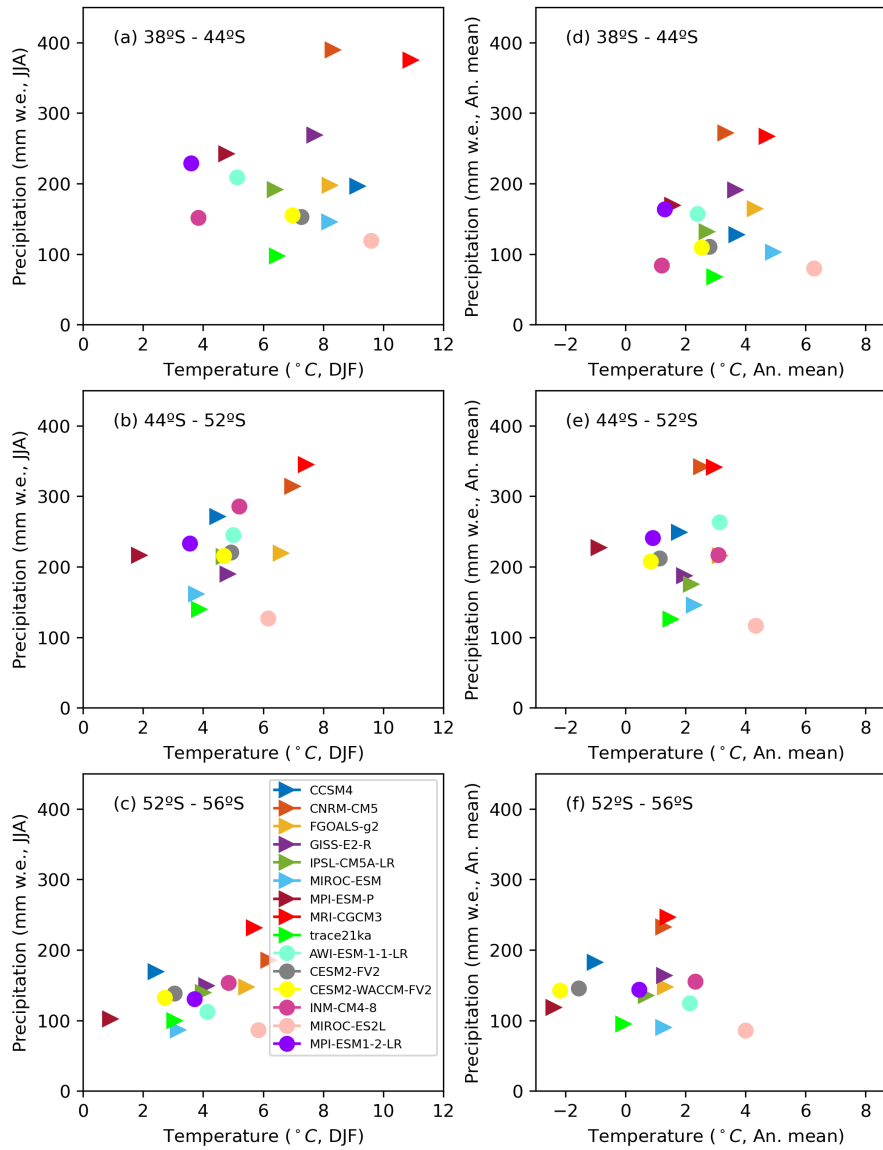 (a) 38ºS - 44ºS
Precipitation (mm w.e., JJA)
400
300
200
100
0
0 2 4 6 8 10 12
Temperature (°C, DJF)
(d) 38ºS - 44ºS
Precipitation (mm w.e., An. mean)
400
300
200
100
0
−2 0 2 4 6 8
Temperature (°C, An. mean)
(b) 44ºS - 52ºS
Precipitation (mm w.e., JJA)
400
300
200
100
0
0 2 4 6 8 10 12
Temperature (°C, DJF)
(e) 44ºS - 52ºS
Precipitation (mm w.e., An. mean)
400
300
200
100
0
−2 0 2 4 6 8
Temperature (°C, An. mean)
(c) 52ºS - 56ºS
Precipitation (mm w.e., JJA)
400
300
200
100
0
0 2 4 6 8 10 12
Temperature (°C, DJF)
CCSM4
CNRM-CM5
FGOALS-g2
GISS-E2-R
IPSL-CM5A-LR
MIROC-ESM
MPI-ESM-P
MRI-CGCM3
trace21ka
AWI-ESM-1-1-LR
CESM2-FV2
CESM2-WACCM-FV2
INM-CM4-8
MIROC-ES2L
MPI-ESM1-2-LR
(f) 52ºS - 56ºS
Precipitation (mm w.e., An. mean)
400
300
200
100
0
−2 0 2 4 6 8
Temperature (°C, An. mean)